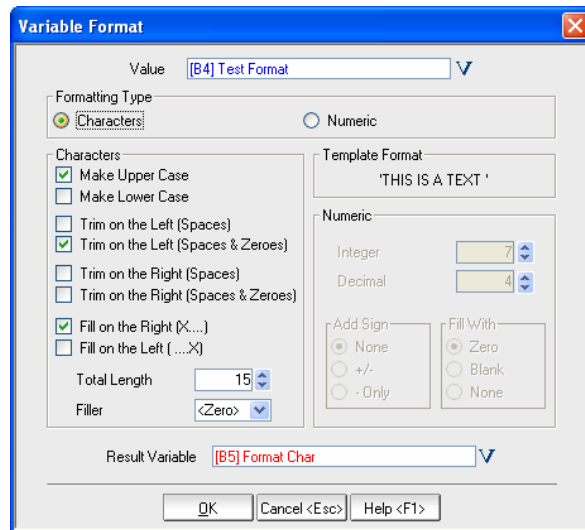 Variable Format
Value [B4] Test Format V
Formatting Type
Characters Numeric
Characters
Make Upper Case
Make Lower Case
Trim on the Left (Spaces)
Trim on the Left (Spaces & Zeroes)
Trim on the Right (Spaces)
Trim on the Right (Spaces & Zeroes)
Fill on the Right (X....)
Fill on the Left ( ....X)
Total Length 15
Filler <Zero>
Template Format
'THIS IS A TEXT '
Numeric
Integer 7
Decimal 4
Add Sign
None
+/-
- Only
Fill With
Zero
Blank
None
Result Variable [B5] Format Char V
OK Cancel <Esc> Help <F1>